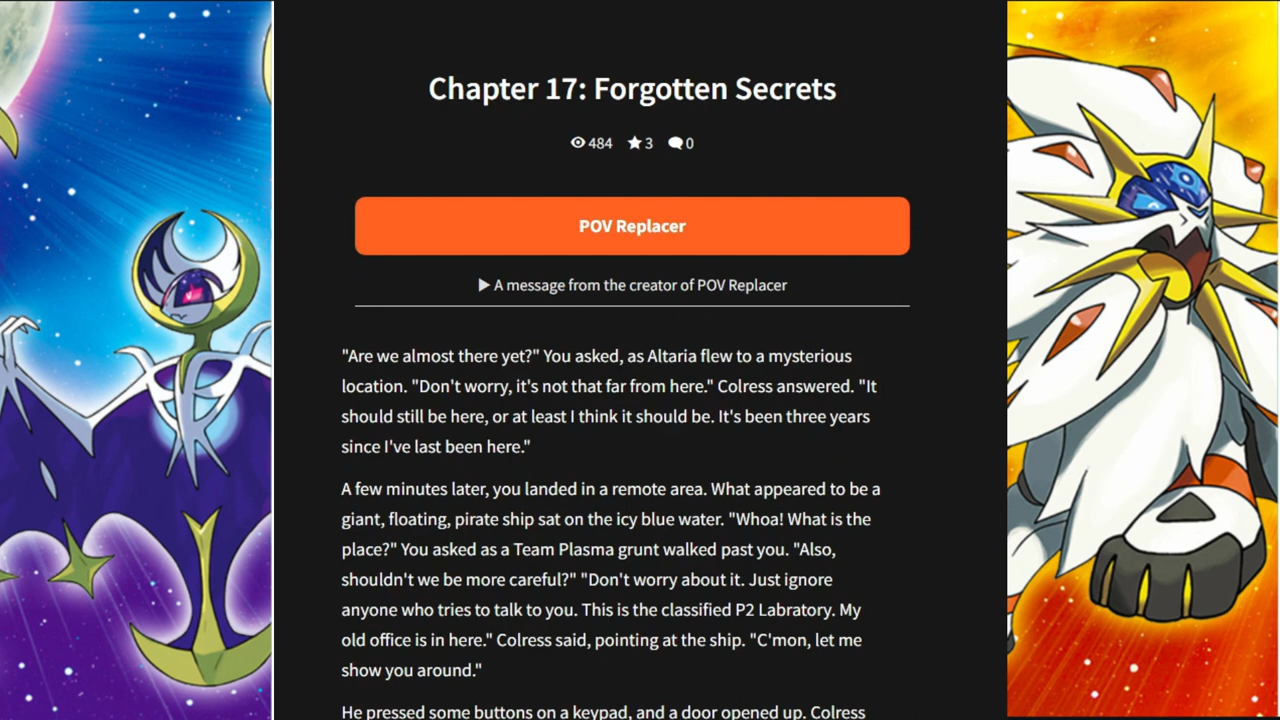 Chapter 17: Forgotten Secrets
484 3 0
POV Replacer
▶ A message from the creator of POV Replacer
"Are we almost there yet?" You asked, as Altaria flew to a mysterious
location. "Don't worry, it's not that far from here." Colress answered. "It
should still be here, or at least I think it should be. It's been three years
since I've last been here."
A few minutes later, you landed in a remote area. What appeared to be a
giant, floating, pirate ship sat on the icy blue water. "Whoa! What is the
place?" You asked as a Team Plasma grunt walked past you. "Also,
shouldn't we be more careful?" "Don't worry about it. Just ignore
anyone who tries to talk to you. This is the classified P2 Labratory. My
old office is in here." Colress said, pointing at the ship. "C'mon, let me
show you around."
He pressed some buttons on a keypad, and a door opened up. Colress